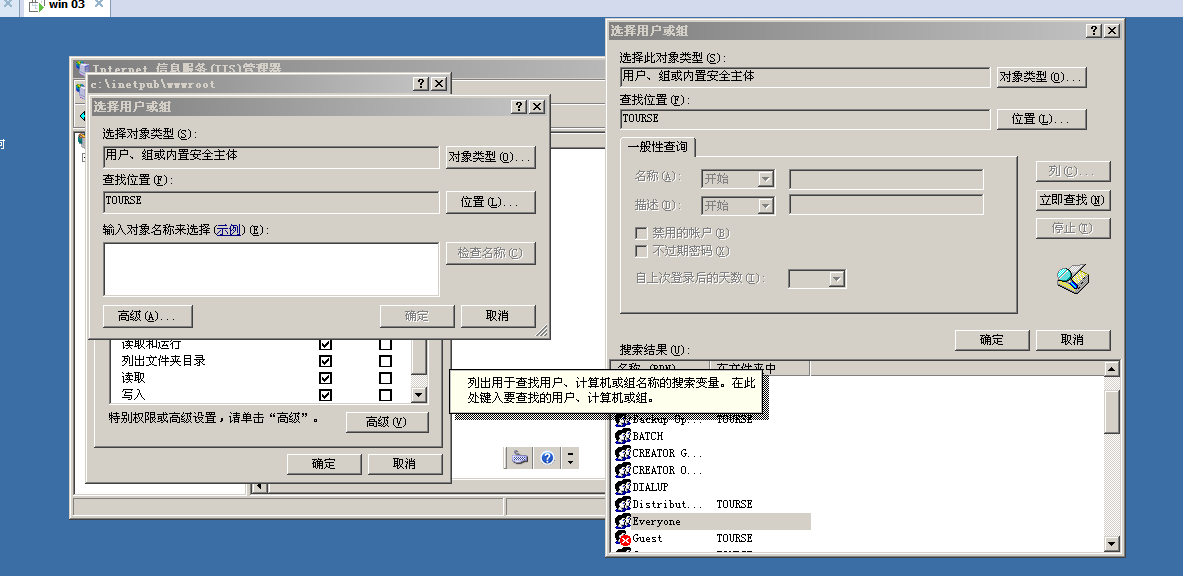 win 03
Internet 信息服务(IIS)管理器
c:\inetpub\wwwroot
选择用户或组
选择对象类型(S):
用户、组或内置安全主体
对象类型(O)...
查找位置(F):
TOURSE
位置(L)...
输入对象名称来选择(示例)(E):
检查名称(C)
高级(A)...
确定
取消
读取和运行
列出文件夹目录
读取
写入
特别权限或高级设置，请单击“高级”。
高级(V)
确定
取消
选择用户或组
选择此对象类型(S):
用户、组或内置安全主体
对象类型(O)...
查找位置(F):
TOURSE
位置(L)...
一般性查询
名称(A):
开始
描述(D):
开始
禁用的帐户(B)
不过期密码(X)
自上次登录后的天数(I):
列(C)...
立即查找(N)
停止(T)
确定
取消
搜索结果(U):
名称 (RDN)
在文件夹中
列出用于查找用户、计算机或组名称的搜索变量。在此
处键入要查找的用户、计算机或组。
Backup Op... TOURSE
BATCH
CREATOR G...
CREATOR O...
DIALUP
Distribut... TOURSE
Everyone
Guest TOURSE